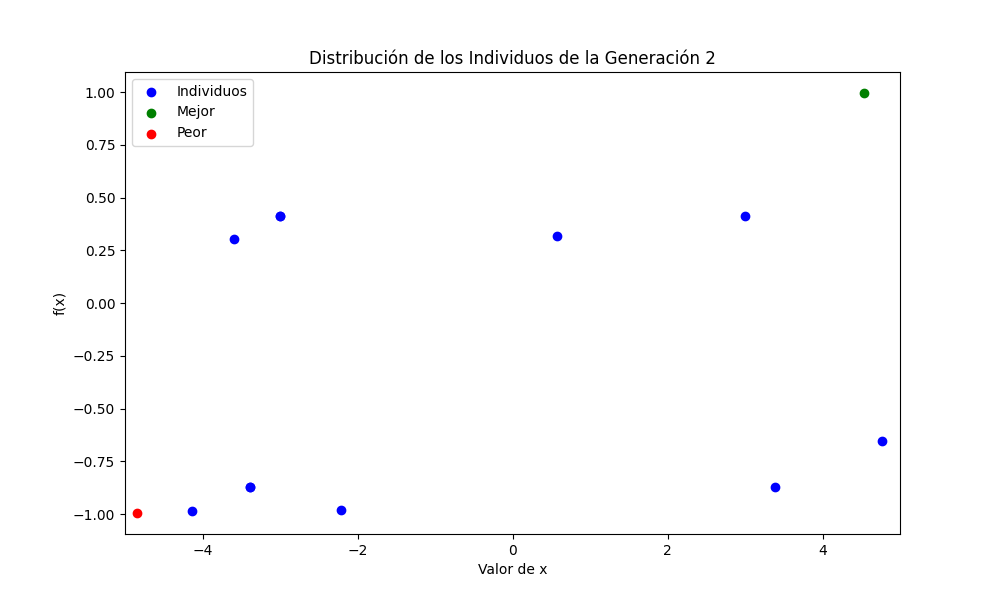 Distribución de los Individuos de la Generación 2
Individuos
Mejor
Peor
1.00
0.75
0.50
0.25
0.00
−0.25
−0.50
−0.75
−1.00
f(x)
−4
−2
0
2
4
Valor de x